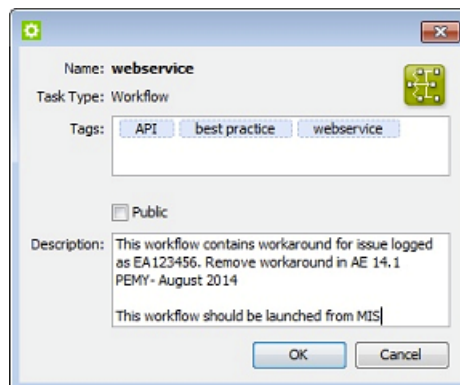 Name: webservice
Task Type: Workflow
Tags: API best practice webservice
Public
Description: This workflow contains workaround for issue logged
as EA123456. Remove workaround in AE 14.1
PEMY- August 2014
This workflow should be launched from MIS
OK Cancel